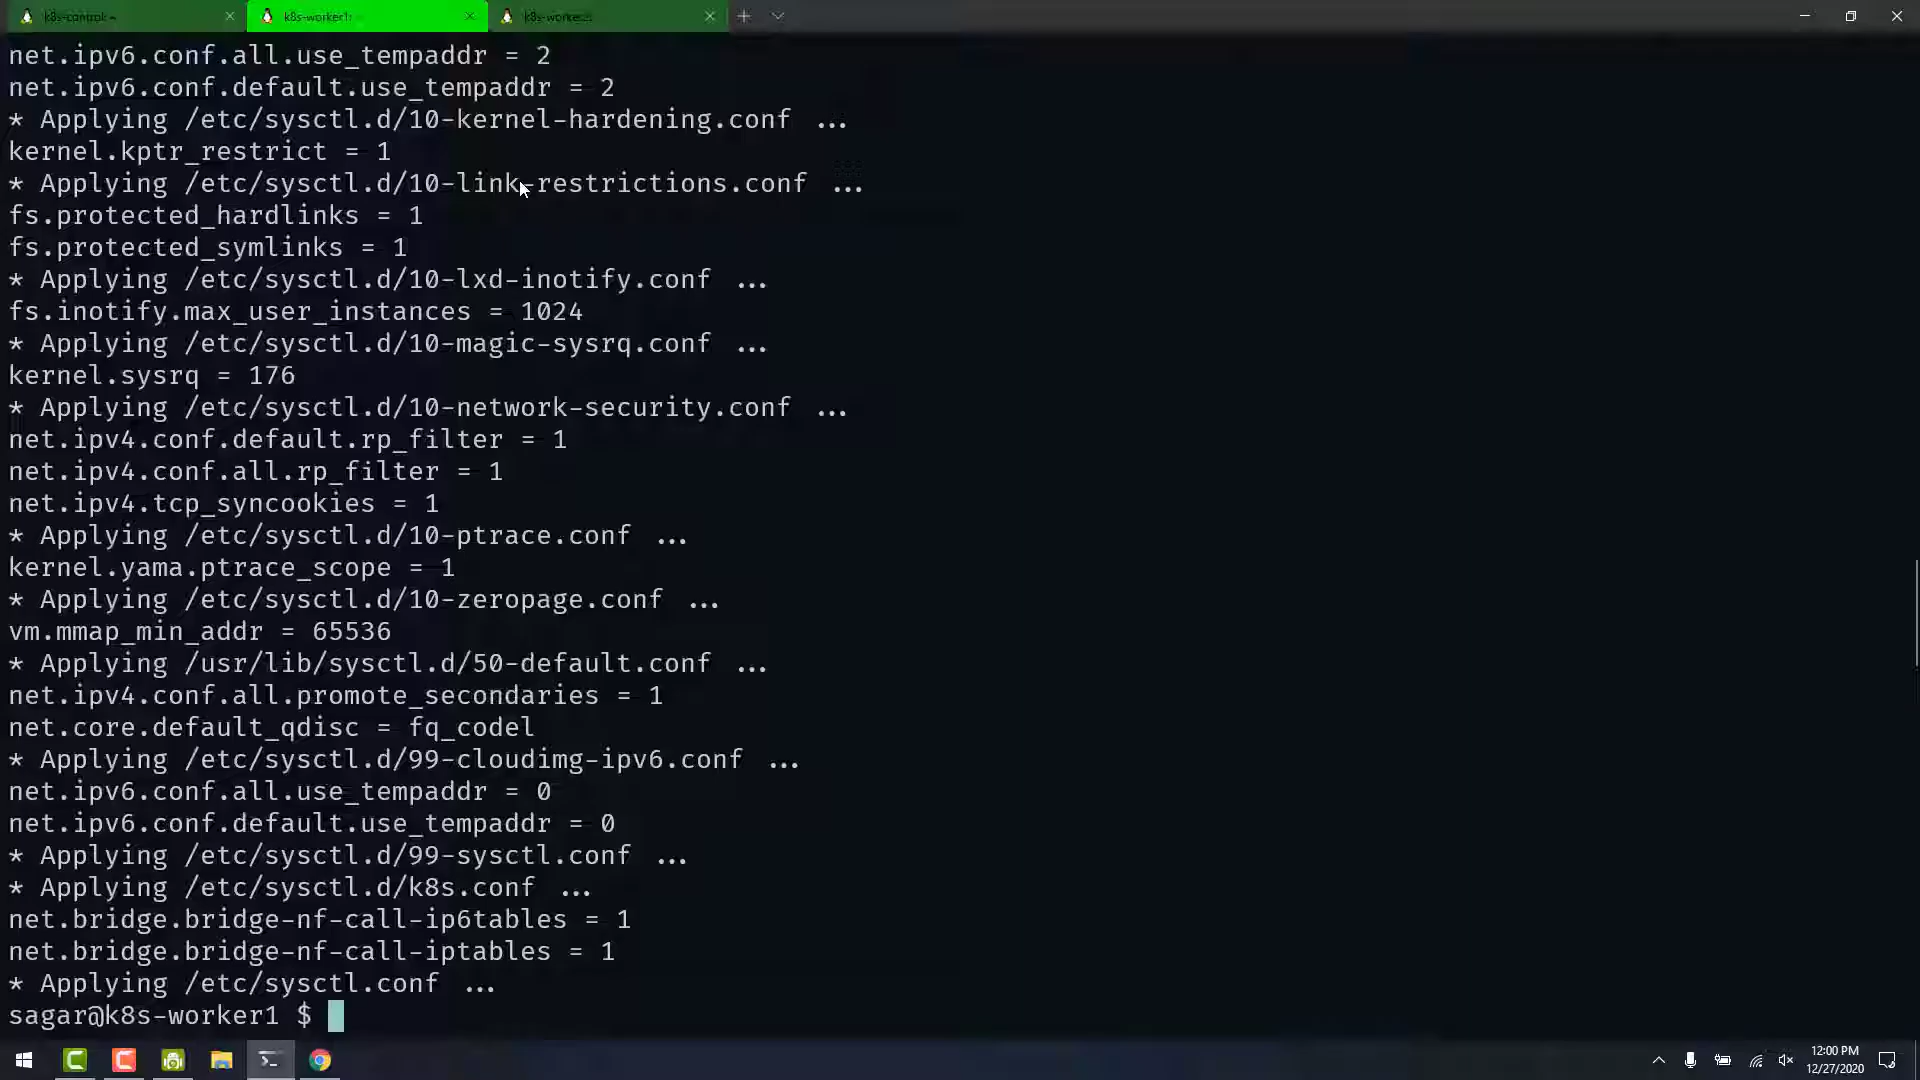 k8s-control: ~
k8s-worker1:
net.ipv6.conf.all.use_tempaddr = 2
net.ipv6.conf.default.use_tempaddr = 2
* Applying /etc/sysctl.d/10-kernel-hardening.conf ...
kernel.kptr_restrict = 1
* Applying /etc/sysctl.d/10-link-restrictions.conf ...
fs.protected_hardlinks = 1
fs.protected_symlinks = 1
* Applying /etc/sysctl.d/10-lxd-inotify.conf ...
fs.inotify.max_user_instances = 1024
* Applying /etc/sysctl.d/10-magic-sysrq.conf ...
kernel.sysrq = 176
* Applying /etc/sysctl.d/10-network-security.conf ...
net.ipv4.conf.default.rp_filter = 1
net.ipv4.conf.all.rp_filter = 1
net.ipv4.tcp_syncookies = 1
* Applying /etc/sysctl.d/10-ptrace.conf ...
kernel.yama.ptrace_scope = 1
* Applying /etc/sysctl.d/10-zeropage.conf ...
vm.mmap_min_addr = 65536
* Applying /usr/lib/sysctl.d/50-default.conf ...
net.ipv4.conf.all.promote_secondaries = 1
net.core.default_qdisc = fq_codel
* Applying /etc/sysctl.d/99-cloudimg-ipv6.conf ...
net.ipv6.conf.all.use_tempaddr = 0
net.ipv6.conf.default.use_tempaddr = 0
* Applying /etc/sysctl.d/99-sysctl.conf ...
* Applying /etc/sysctl.d/k8s.conf ...
net.bridge.bridge-nf-call-ip6tables = 1
net.bridge.bridge-nf-call-iptables = 1
* Applying /etc/sysctl.conf ...
sagar@k8s-worker1 $
12:00 PM
12/27/2020